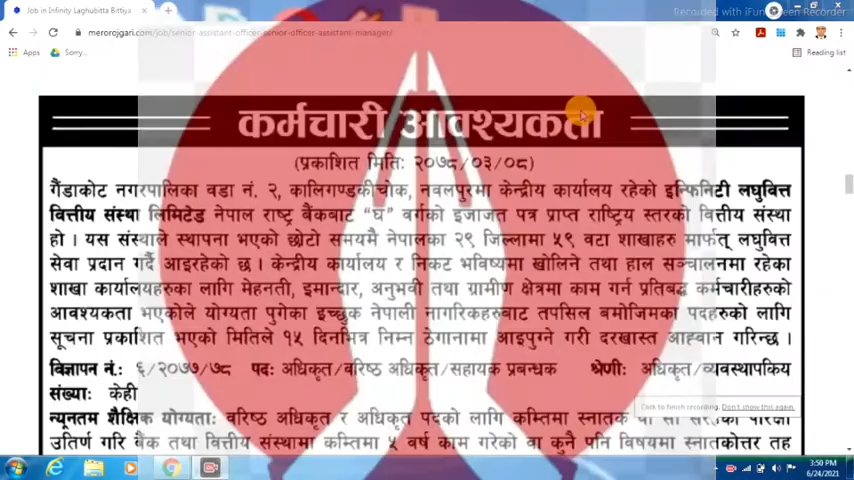 Job in Infinity Laghubitta Bittiya
Recorded with iFun Screen Recorder
merorojgari.com/job/senior-assistant-officer-senior-officer-assistant-manager/
Apps
Sorry...
Reading list
कर्मचारी आवश्यकता
(प्रकाशित मिति: २०७८/०३/०८)
गैंडाकोट नगरपालिका वडा नं. २, कालिगण्डकीचोक, नवलपुरमा केन्द्रीय कार्यालय रहेको इन्फिनिटी लघुवित्त
वित्तीय संस्था लिमिटेड नेपाल राष्ट्र बैंकबाट “घ” वर्गको इजाजत पत्र प्राप्त राष्ट्रिय स्तरको वित्तीय संस्था
हो । यस संस्थाले स्थापना भएको छोटो समयमै नेपालका २९ जिल्लामा ५९ वटा शाखाहरु मार्फत् लघुवित्त
सेवा प्रदान गर्दै आइरहेको छ । केन्द्रीय कार्यालय र निकट भविष्यमा खोलिने तथा हाल सञ्चालनमा रहेका
शाखा कार्यालयहरुका लागि मेहनती, इमान्दार, अनुभवी तथा ग्रामीण क्षेत्रमा काम गर्न प्रतिबद्ध कर्मचारीहरुको
आवश्यकता भएकोले योग्यता पुगेका इच्छुक नेपाली नागरिकहरुबाट तपसिल बमोजिमका पदहरुको लागि
सूचना प्रकाशित भएको मितिले १५ दिनभित्र निम्न ठेगानामा आइपुग्ने गरी दरखास्त आह्वान गरिन्छ ।
विज्ञापन नं.: ६/२०७७/७८ पद: अधिकृत/वरिष्ठ अधिकृत/सहायक प्रबन्धक श्रेणी: अधिकृत/व्यवस्थापकिय
संख्या: केही
Click to finish recording. Don't show this again.
न्यूनतम शैक्षिक योग्यता: वरिष्ठ अधिकृत र अधिकृत पदको लागि कम्तिमा स्नातक परिक्षा
उतिर्ण गरि बैंक तथा वित्तीय संस्थामा कम्तिमा ५ वर्ष काम गरेको वा कुनै पनि विषयमा स्नातकोत्तर तह
3:50 PM
6/24/2021